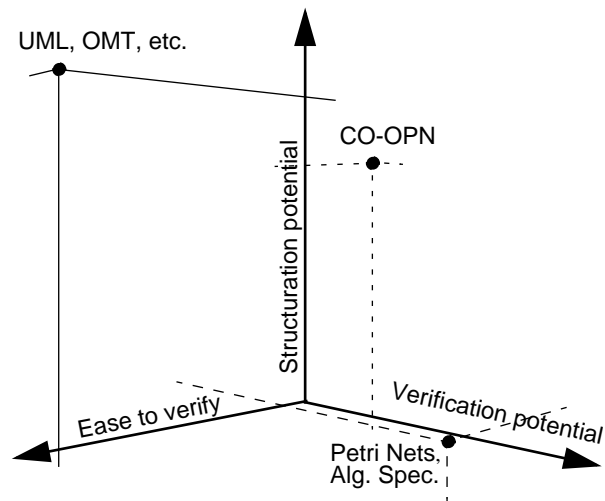 UML, OMT, etc.
CO-OPN
Structuration potential
Ease to verify
Verification potential
Petri Nets,
Alg. Spec.